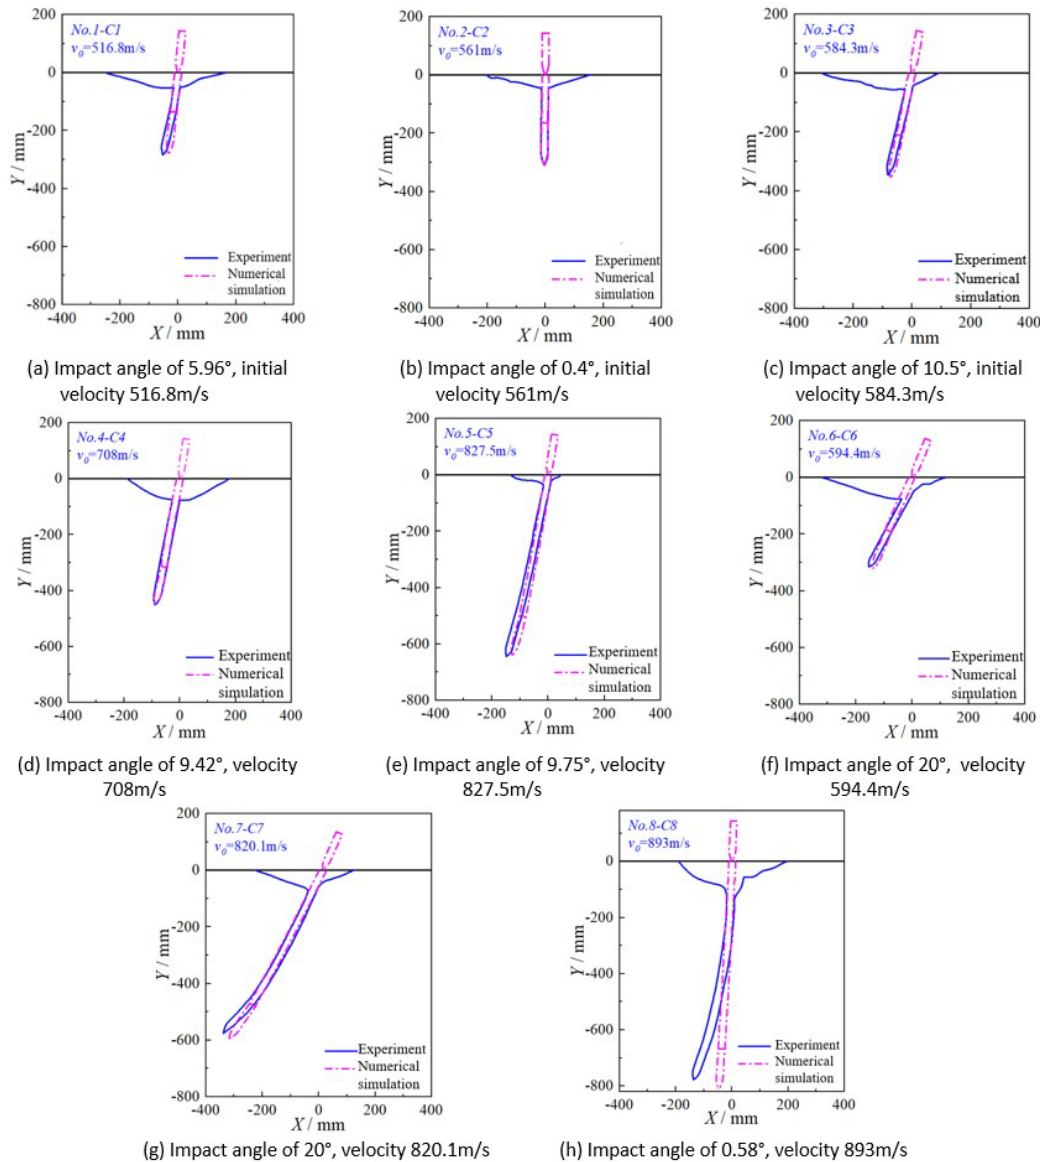 200
0
-200
-400
-600
-800
Y / mm
No.1-C1
v0=516.8m/s
Experiment
Numerical
simulation
-400 -200 0 200 400
X / mm
(a) Impact angle of 5.96°, initial
velocity 516.8m/s
200
0
-200
-400
-600
-800
Y / mm
No.2-C2
v0=561m/s
Experiment
Numerical
simulation
-400 -200 0 200 400
X / mm
(b) Impact angle of 0.4°, initial
velocity 561m/s
200
0
-200
-400
-600
-800
Y / mm
No.3-C3
v0=584.3m/s
Experiment
Numerical
simulation
-400 -200 0 200 400
X / mm
(c) Impact angle of 10.5°, initial
velocity 584.3m/s
200
0
-200
-400
-600
-800
Y / mm
No.4-C4
v0=708m/s
Experiment
Numerical
simulation
-400 -200 0 200 400
X / mm
(d) Impact angle of 9.42°, velocity
708m/s
200
0
-200
-400
-600
-800
Y / mm
No.5-C5
v0=827.5m/s
Experiment
Numerical
simulation
-400 -200 0 200 400
X / mm
(e) Impact angle of 9.75°, velocity
827.5m/s
200
0
-200
-400
-600
-800
Y / mm
No.6-C6
v0=594.4m/s
Experiment
Numerical
simulation
-400 -200 0 200 400
X / mm
(f) Impact angle of 20°, velocity
594.4m/s
200
0
-200
-400
-600
-800
Y / mm
No.7-C7
v0=820.1m/s
Experiment
Numerical
simulation
-400 -200 0 200 400
X / mm
(g) Impact angle of 20°, velocity 820.1m/s
0
-200
-400
-600
-800
Y / mm
No.8-C8
v0=893m/s
Experiment
Numerical
simulation
-400 -200 0 200 400
X / mm
(h) Impact angle of 0.58°, velocity 893m/s